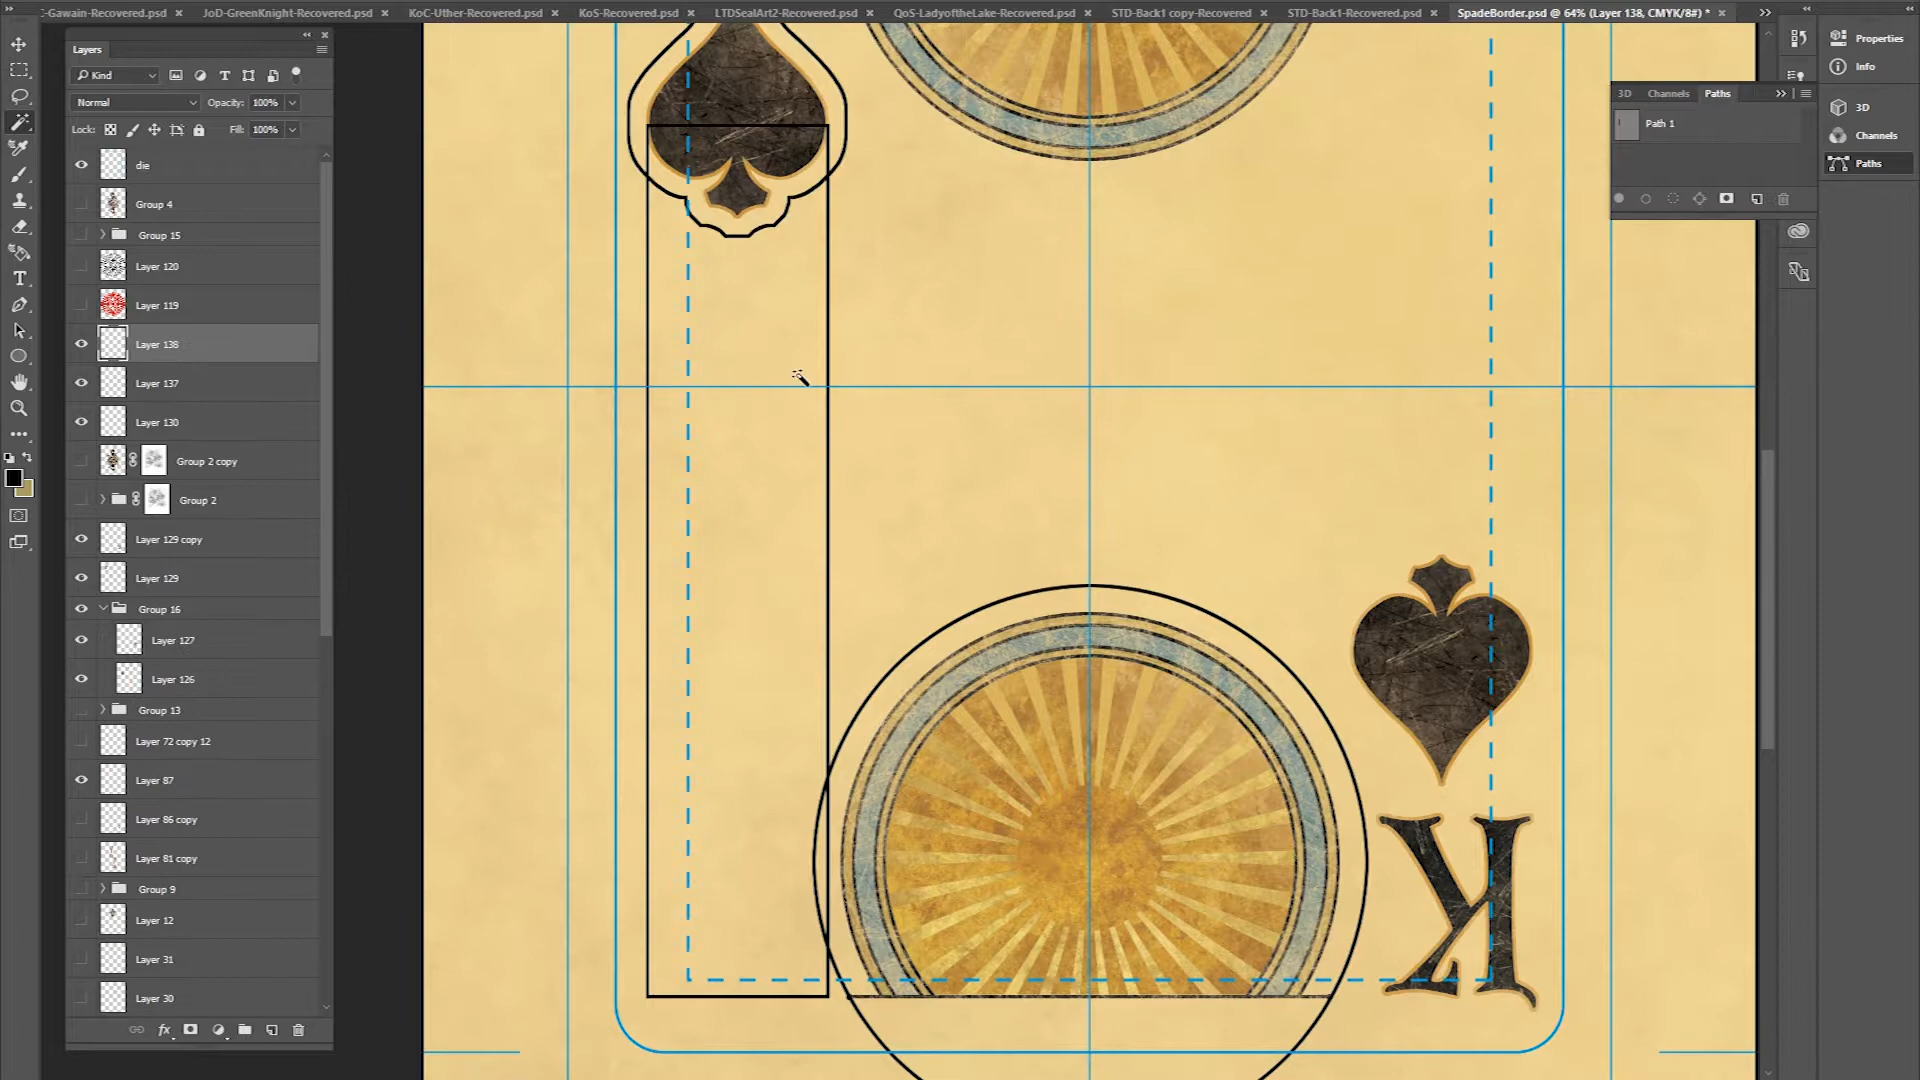 C-Gawain-Recovered.psd × JoD-GreenKnight-Recovered.psd × KoC-Uther-Recovered.psd × KoS-Recovered.psd × LTDSealArt2-Recovered.psd × QoS-LadyoftheLake-Recovered.psd × STD-Back1 copy-Recovered.psd × STD-Back1-Recovered.psd × SpadeBorder.psd @ 64% (Layer 138, CMYK/8#) * ×
Layers
Kind
Normal Opacity: 100%
Lock: Fill: 100%
die
Group 4
Group 15
Layer 120
Layer 119
Layer 138
Layer 137
Layer 130
Group 2 copy
Group 2
Layer 129 copy
Layer 129
Group 16
Layer 127
Layer 126
Group 13
Layer 72 copy 12
Layer 87
Layer 86 copy
Layer 81 copy
Group 9
Layer 12
Layer 31
Layer 30
fx
K
3D Channels Paths
Path 1
Properties
Info
3D
Channels
Paths